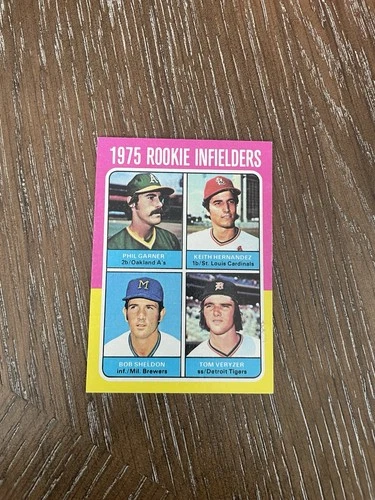 1975 ROOKIE INFIELDERS
A's
PHIL GARNER
2b/Oakland A's
KEITH HERNANDEZ
1b/St. Louis Cardinals
M
D
BOB SHELDON
inf./Mil. Brewers
TOM VERYZER
ss/Detroit Tigers